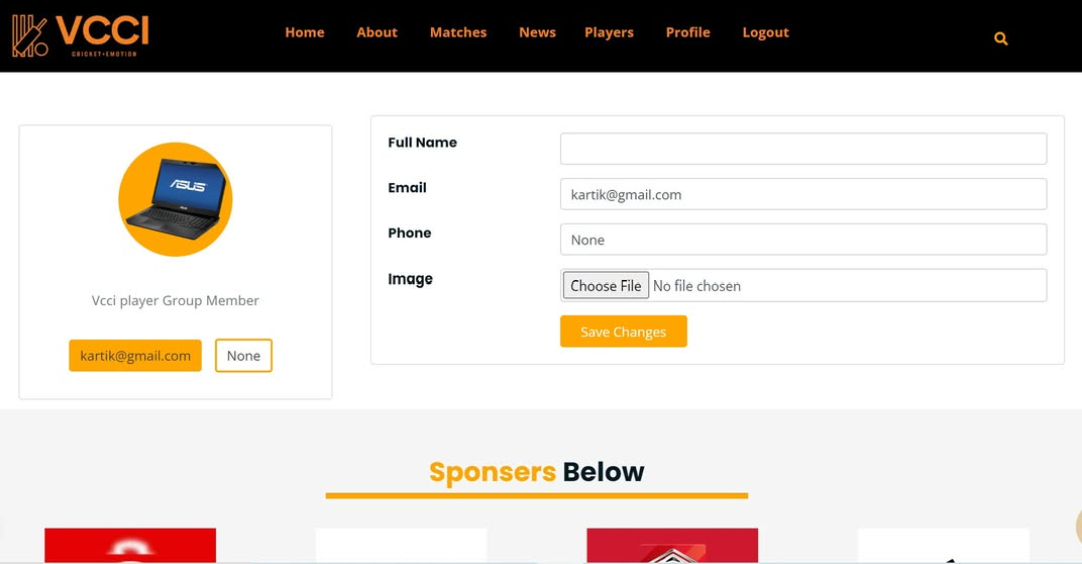 VCCI
CRICKET•EMOTION
Home About Matches News Players Profile Logout
ASUS
Vcci player Group Member
kartik@gmail.com None
Full Name
Email kartik@gmail.com
Phone None
Image Choose File No file chosen
Save Changes
Sponsers Below